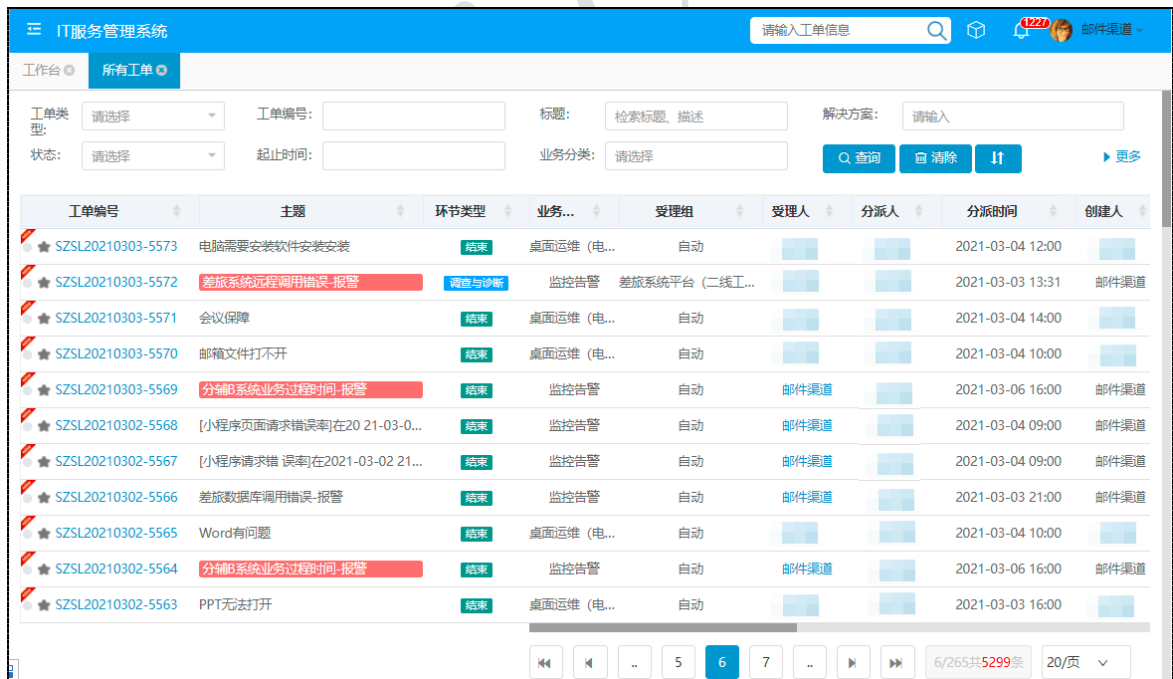 IT服务管理系统 请输入工单信息 1227 邮件渠道
工作台 所有工单
工单类型: 请选择 工单编号: 标题: 检索标题、描述 解决方案: 请输入
状态: 请选择 起止时间: 业务分类: 请选择 查询 清除 更多
工单编号 主题 环节类型 业务... 受理组 受理人 分派人 分派时间 创建人
SZSL20210303-5573 电脑需要安装软件安装安装 结束 桌面运维（电... 自动 2021-03-04 12:00
SZSL20210303-5572 差旅系统远程调用错误-报警 调查与诊断 监控告警 差旅系统平台（二线工... 2021-03-03 13:31 邮件渠道
SZSL20210303-5571 会议保障 结束 桌面运维（电... 自动 2021-03-04 14:00
SZSL20210303-5570 邮箱文件打不开 结束 桌面运维（电... 自动 2021-03-04 10:00
SZSL20210303-5569 分辅B系统业务过程时间-报警 结束 监控告警 自动 邮件渠道 2021-03-06 16:00 邮件渠道
SZSL20210302-5568 [小程序页面请求错误率]在20 21-03-0... 结束 监控告警 自动 邮件渠道 2021-03-04 09:00 邮件渠道
SZSL20210302-5567 [小程序请求错 误率]在2021-03-02 21... 结束 监控告警 自动 邮件渠道 2021-03-04 09:00 邮件渠道
SZSL20210302-5566 差旅数据库调用错误-报警 结束 监控告警 自动 邮件渠道 2021-03-03 21:00 邮件渠道
SZSL20210302-5565 Word有问题 结束 桌面运维（电... 自动 2021-03-04 10:00
SZSL20210302-5564 分辅B系统业务过程时间-报警 结束 监控告警 自动 邮件渠道 2021-03-06 16:00 邮件渠道
SZSL20210302-5563 PPT无法打开 结束 桌面运维（电... 自动 2021-03-03 16:00
.. 5 6 7 .. 6/265共5299条 20/页